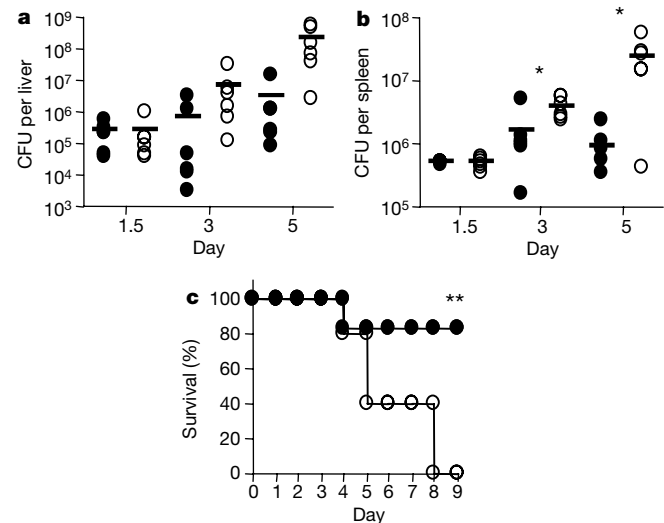 a
CFU per liver
10⁹
10⁸
10⁷
10⁶
10⁵
10⁴
10³
1.5 3 5
Day
b
CFU per spleen
10⁸
10⁷
10⁶
10⁵
*
*
1.5 3 5
Day
c
Survival (%)
100
80
60
40
20
0
**
0 1 2 3 4 5 6 7 8 9
Day